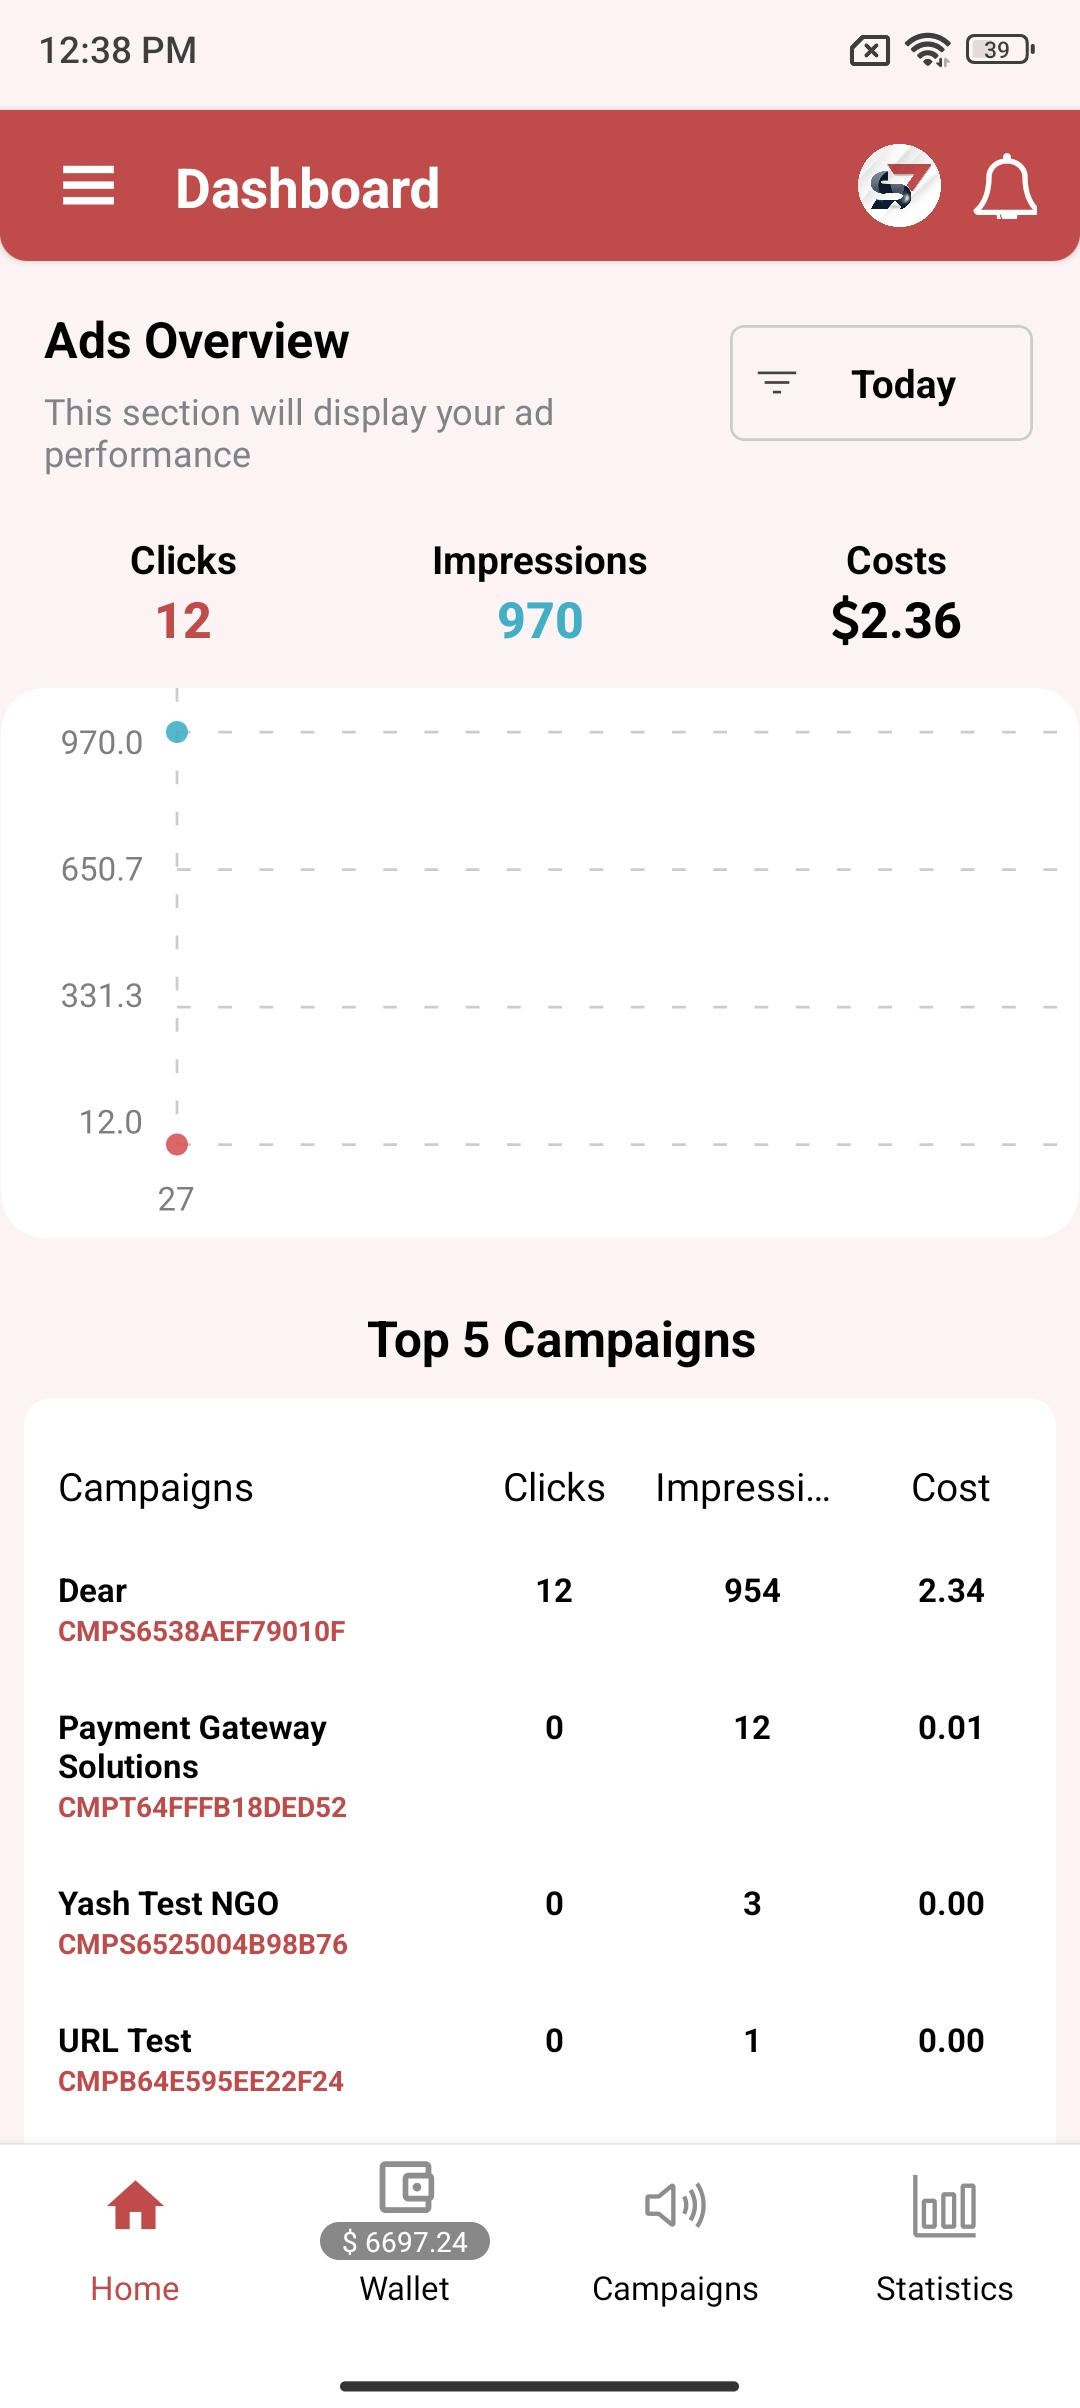 12:38 PM
39
Dashboard
Ads Overview
Today
This section will display your ad
performance
Clicks
Impressions
Costs
12
970
$2.36
970.0
650.7
331.3
12.0
27
Top 5 Campaigns
Campaigns Clicks Impressi... Cost
Dear 12 954 2.34
CMPS6538AEF79010F
Payment Gateway 0 12 0.01
Solutions
CMPT64FFFB18DED52
Yash Test NGO 0 3 0.00
CMPS6525004B98B76
URL Test 0 1 0.00
CMPB64E595EE22F24
$ 6697.24
Home
Wallet
Campaigns
Statistics